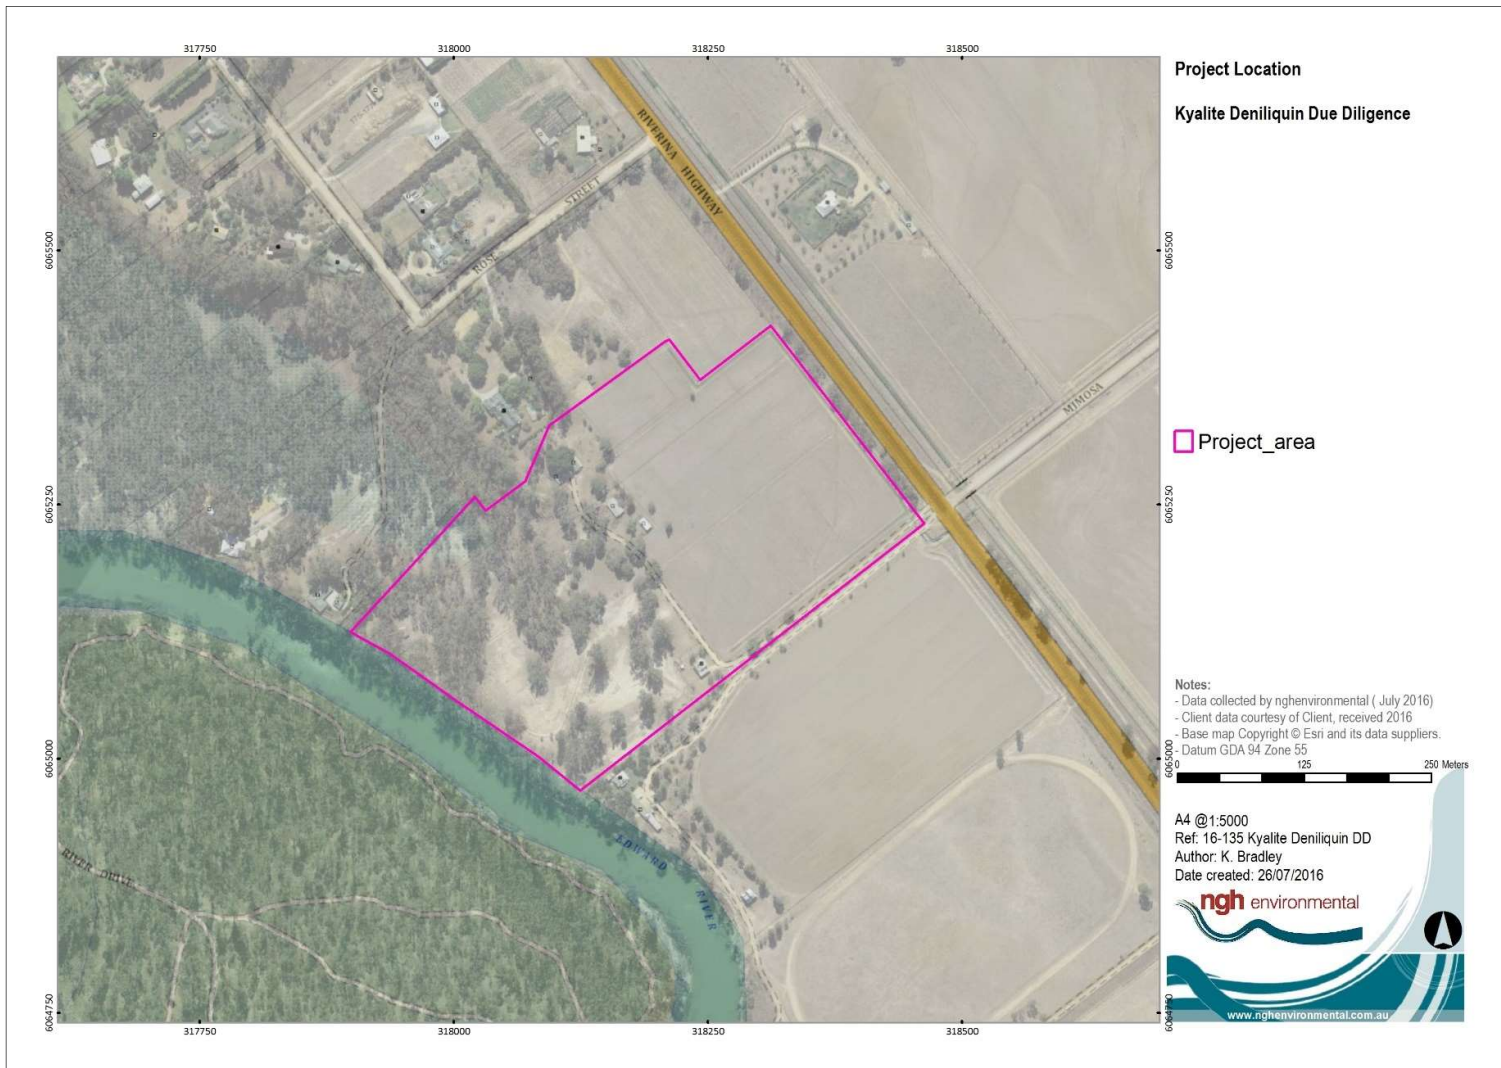 317750 318000 318250 318500
Project Location
Kyalite Deniliquin Due Diligence
RIVERINA HIGHWAY
STREET
ROSE
6065500 6065500
MIMOSA
Project_area
6065250 6065250
Notes:
- Data collected by nghenvironmental ( July 2016)
- Client data courtesy of Client, received 2016
- Base map Copyright © Esri and its data suppliers.
- Datum GDA 94 Zone 55
6065000 6065000
0 125 250 Meters
A4 @1:5000
Ref: 16-135 Kyalite Deniliquin DD
Author: K. Bradley
Date created: 26/07/2016
EDWARD
RIVER
RIVER DRIVE
ngh environmental
6064750 6064750
www.nghenvironmental.com.au
317750 318000 318250 318500